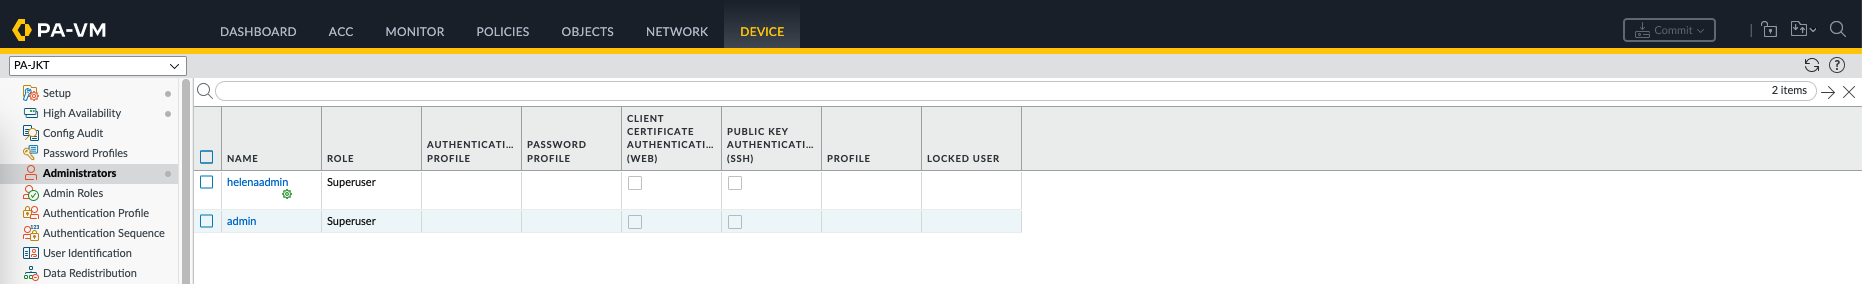 PA-VM
DASHBOARD ACC MONITOR POLICIES OBJECTS NETWORK DEVICE
Commit
PA-JKT
Setup
High Availability
Config Audit
Password Profiles
Administrators
Admin Roles
Authentication Profile
Authentication Sequence
User Identification
Data Redistribution
2 items
NAME ROLE AUTHENTICATI... PROFILE PASSWORD PROFILE CLIENT CERTIFICATE AUTHENTICATI... (WEB) PUBLIC KEY AUTHENTICATI... (SSH) PROFILE LOCKED USER
helenaadmin Superuser
admin Superuser